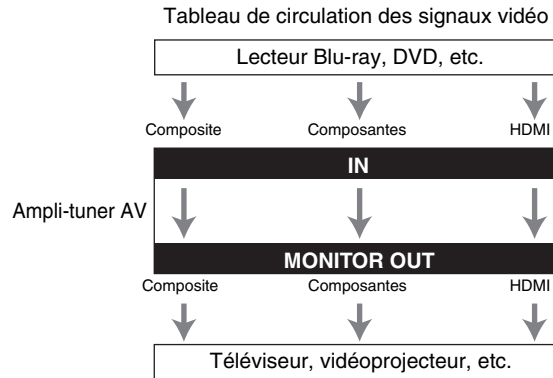 Tableau de circulation des signaux vidéo
Lecteur Blu-ray, DVD, etc.
Composite Composantes HDMI
IN
Ampli-tuner AV
MONITOR OUT
Composite Composantes HDMI
Téléviseur, vidéoprojecteur, etc.